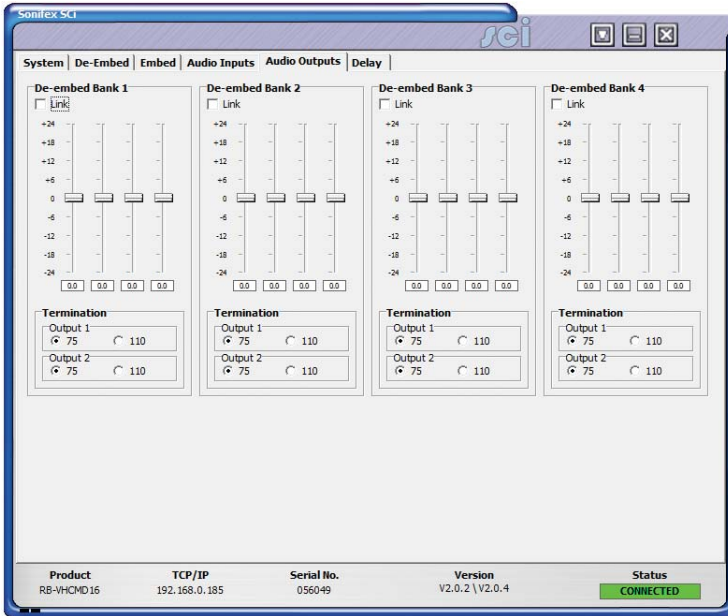 Sonifex SCi
sci
System De-Embed Embed Audio Inputs Audio Outputs Delay
De-embed Bank 1 De-embed Bank 2 De-embed Bank 3 De-embed Bank 4
Link Link Link Link
+24 +24 +24 +24
+18 +18 +18 +18
+12 +12 +12 +12
+6 +6 +6 +6
0 0 0 0
-6 -6 -6 -6
-12 -12 -12 -12
-18 -18 -18 -18
-24 -24 -24 -24
0.0 0.0 0.0 0.0 0.0 0.0 0.0 0.0 0.0 0.0 0.0 0.0 0.0 0.0 0.0 0.0
Termination Termination Termination Termination
Output 1 Output 1 Output 1 Output 1
75 110 75 110 75 110 75 110
Output 2 Output 2 Output 2 Output 2
75 110 75 110 75 110 75 110
Product TCP/IP Serial No. Version Status
RB-VHCMD16 192.168.0.185 056049 V2.0.2 \ V2.0.4 CONNECTED